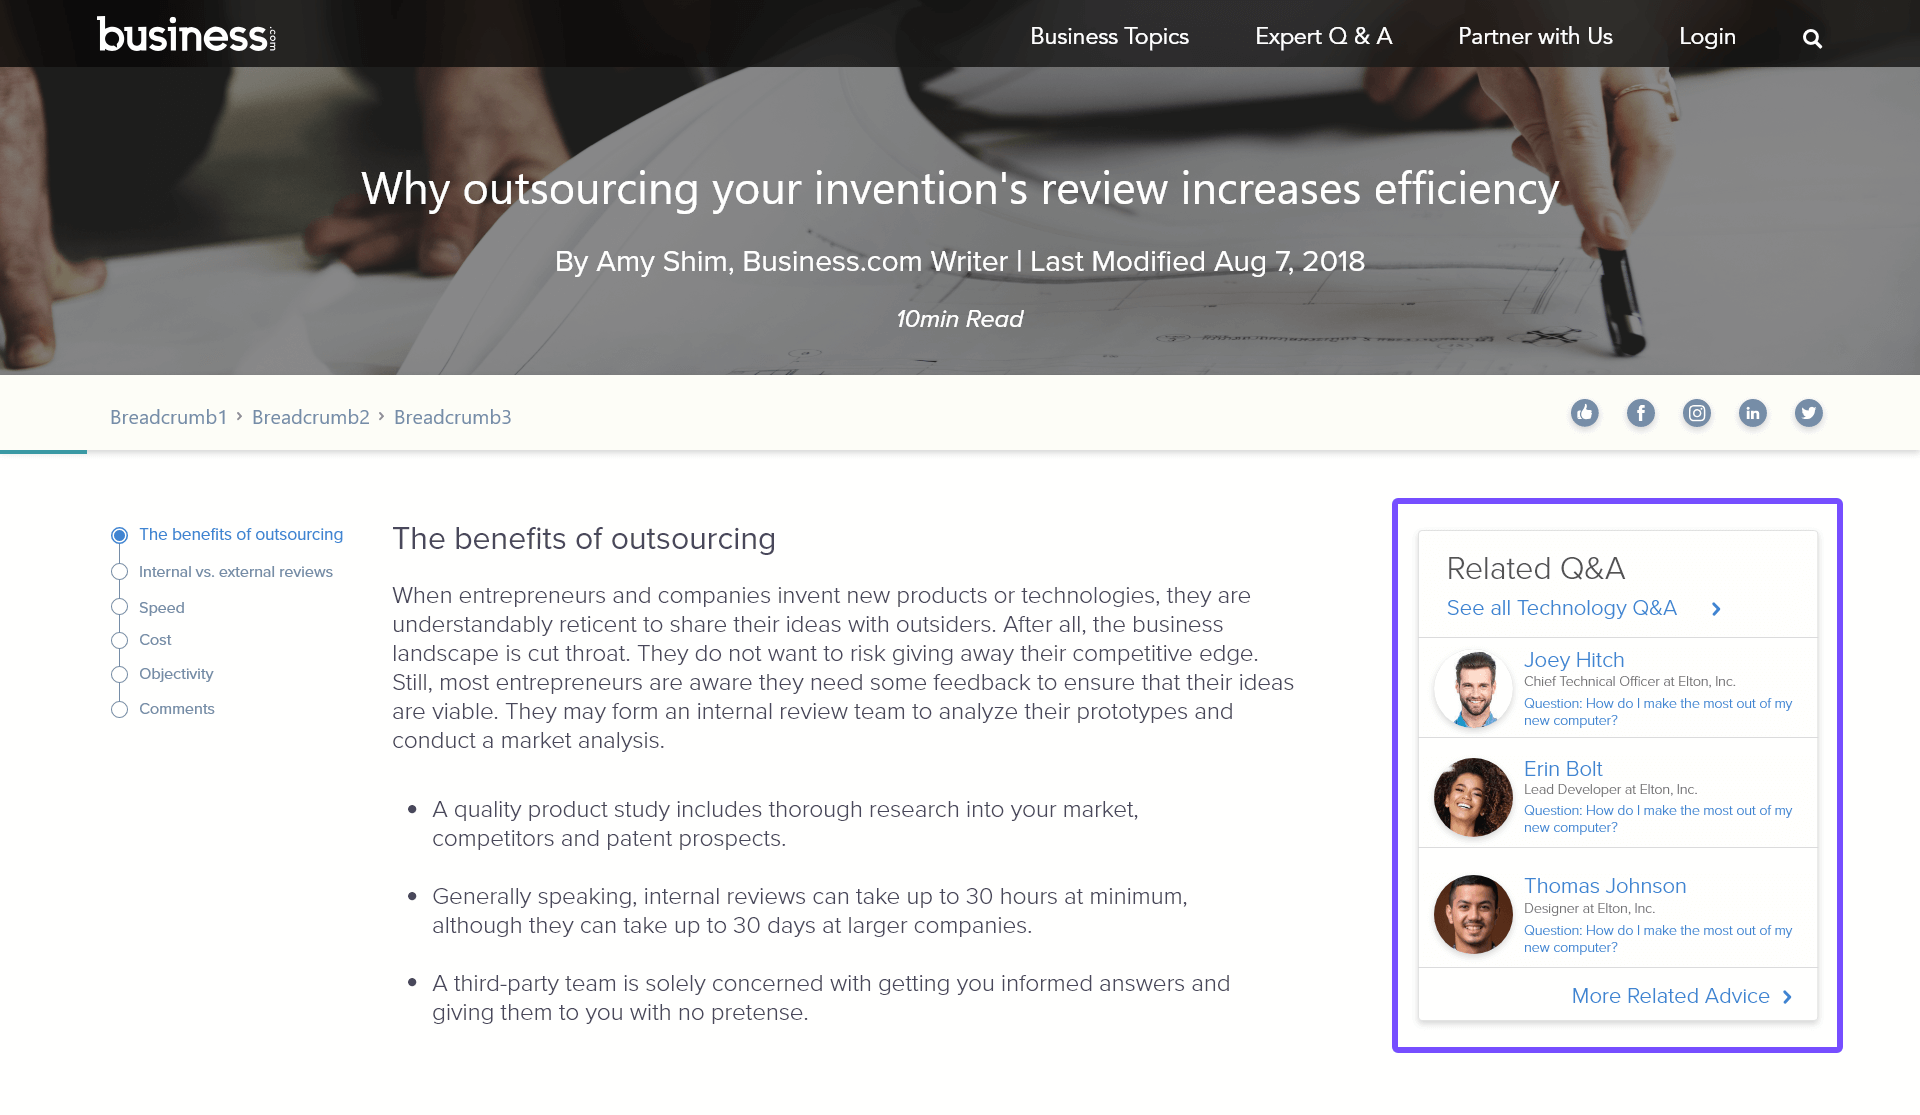 business.com
Business Topics
Expert Q & A
Partner with Us
Login
Why outsourcing your invention's review increases efficiency
By Amy Shim, Business.com Writer | Last Modified Aug 7, 2018
10min Read
Breadcrumb1 › Breadcrumb2 › Breadcrumb3
The benefits of outsourcing
Internal vs. external reviews
Speed
Cost
Objectivity
Comments
The benefits of outsourcing
When entrepreneurs and companies invent new products or technologies, they are
understandably reticent to share their ideas with outsiders. After all, the business
landscape is cut throat. They do not want to risk giving away their competitive edge.
Still, most entrepreneurs are aware they need some feedback to ensure that their ideas
are viable. They may form an internal review team to analyze their prototypes and
conduct a market analysis.
• A quality product study includes thorough research into your market,
competitors and patent prospects.
• Generally speaking, internal reviews can take up to 30 hours at minimum,
although they can take up to 30 days at larger companies.
• A third-party team is solely concerned with getting you informed answers and
giving them to you with no pretense.
Related Q&A
See all Technology Q&A
Joey Hitch
Chief Technical Officer at Elton, Inc.
Question: How do I make the most out of my
new computer?
Erin Bolt
Lead Developer at Elton, Inc.
Question: How do I make the most out of my
new computer?
Thomas Johnson
Designer at Elton, Inc.
Question: How do I make the most out of my
new computer?
More Related Advice